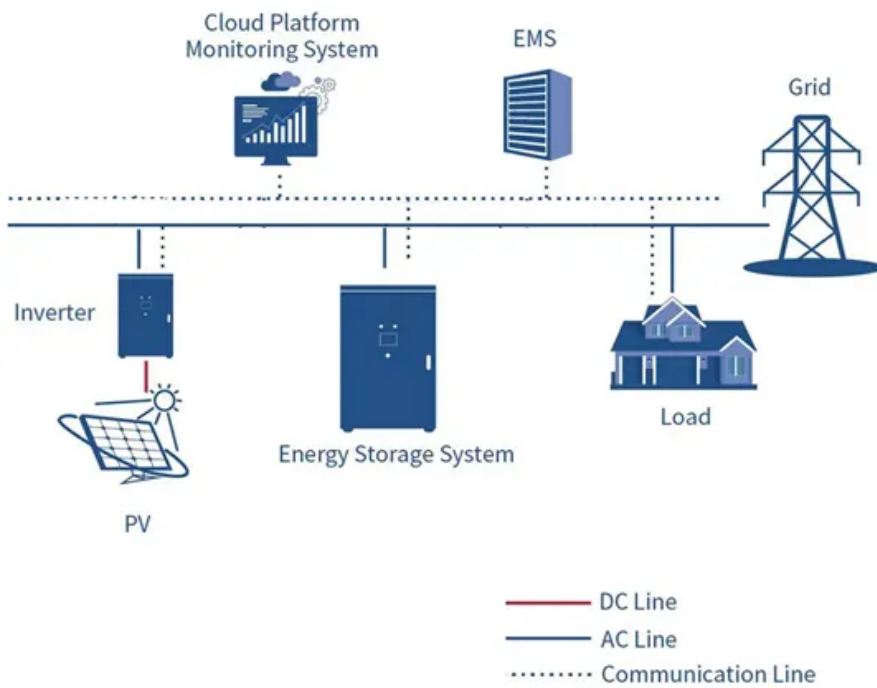 Cloud Platform
Monitoring System
EMS
Grid
Inverter
Load
Energy Storage System
PV
DC Line
AC Line
Communication Line